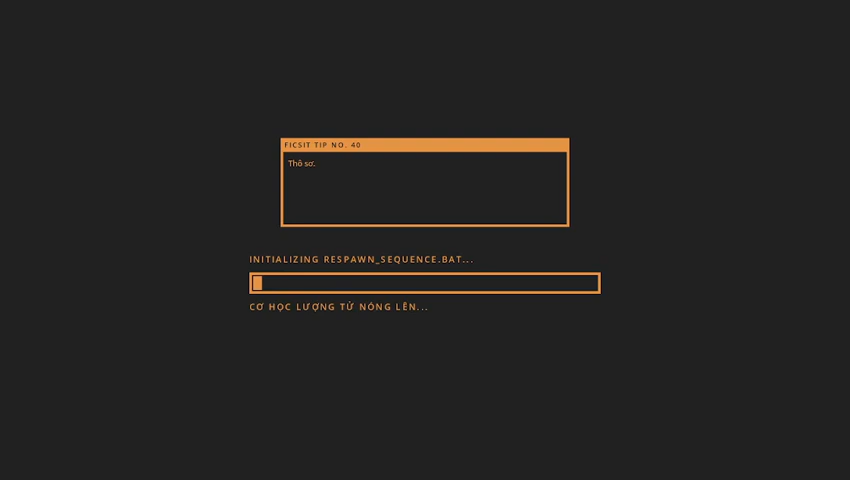 FICSIT TIP NO. 40
Thô sơ.
INITIALIZING RESPAWN_SEQUENCE.BAT...
CƠ HỌC LƯỢNG TỬ NÓNG LÊN...